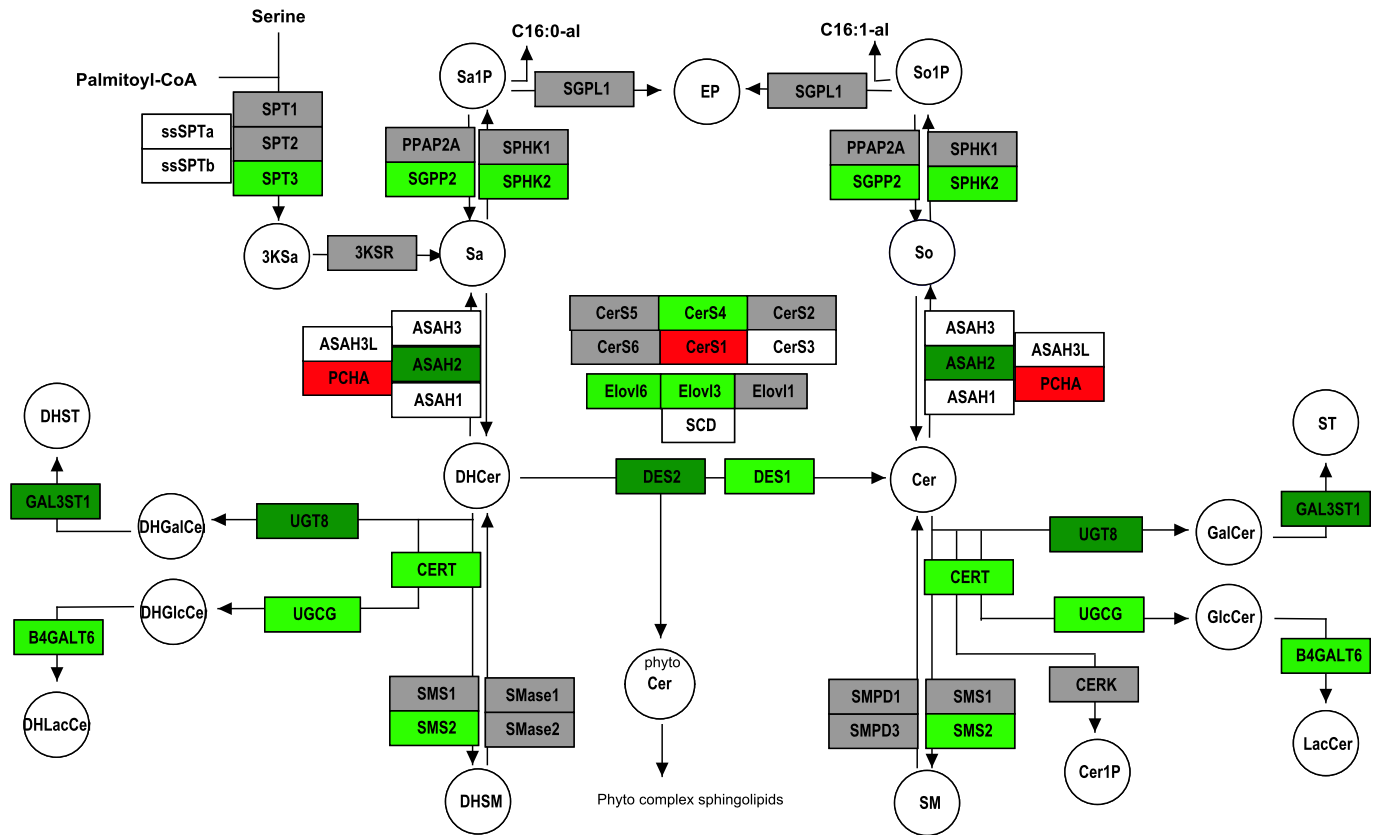 Serine
C16:0-al
C16:1-al
Palmitoyl-CoA
Sa1P
SGPL1
EP
SGPL1
So1P
SPT1
ssSPTa
SPT2
ssSPTb
SPT3
PPAP2A
SPHK1
SGPP2
SPHK2
PPAP2A
SPHK1
SGPP2
SPHK2
3KSa
3KSR
Sa
So
CerS5
CerS4
CerS2
CerS6
CerS1
CerS3
ASAH3
ASAH3L
ASAH2
PCHA
ASAH1
ASAH3
ASAH3L
ASAH2
PCHA
ASAH1
Elovl6
Elovl3
Elovl1
SCD
DHST
ST
DHCer
DES2
DES1
Cer
GAL3ST1
DHGalCer
UGT8
UGT8
GalCer
GAL3ST1
CERT
CERT
DHGlcCer
UGCG
UGCG
GlcCer
B4GALT6
B4GALT6
phyto
Cer
SMS1
SMase1
SMS2
SMase2
SMPD1
SMS1
SMPD3
SMS2
CERK
DHLacCer
LacCer
Cer1P
DHSM
Phyto complex sphingolipids
SM